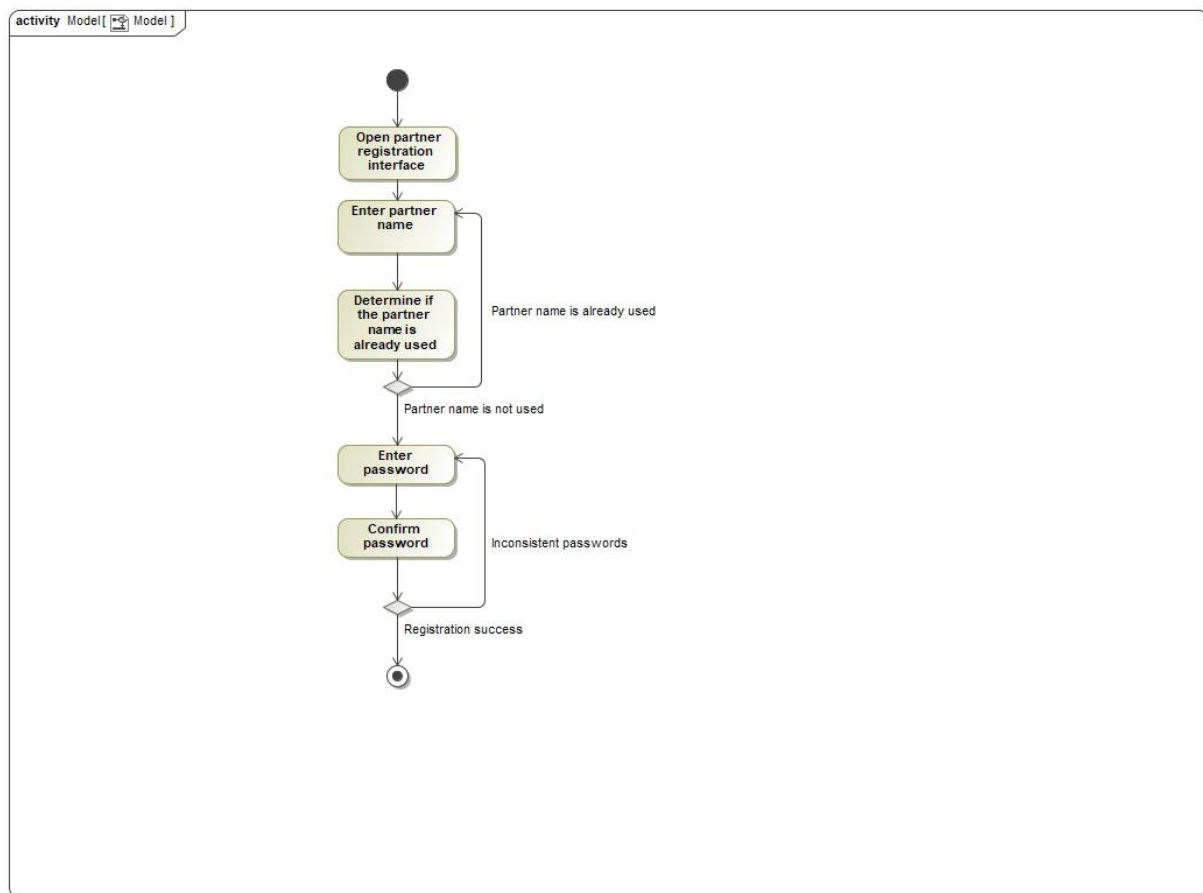 activity Model[ Model ]
Open partner
registration
interface
Enter partner
name
Determine if
the partner
name is
already used
Partner name is already used
Partner name is not used
Enter
password
Confirm
password
Inconsistent passwords
Registration success